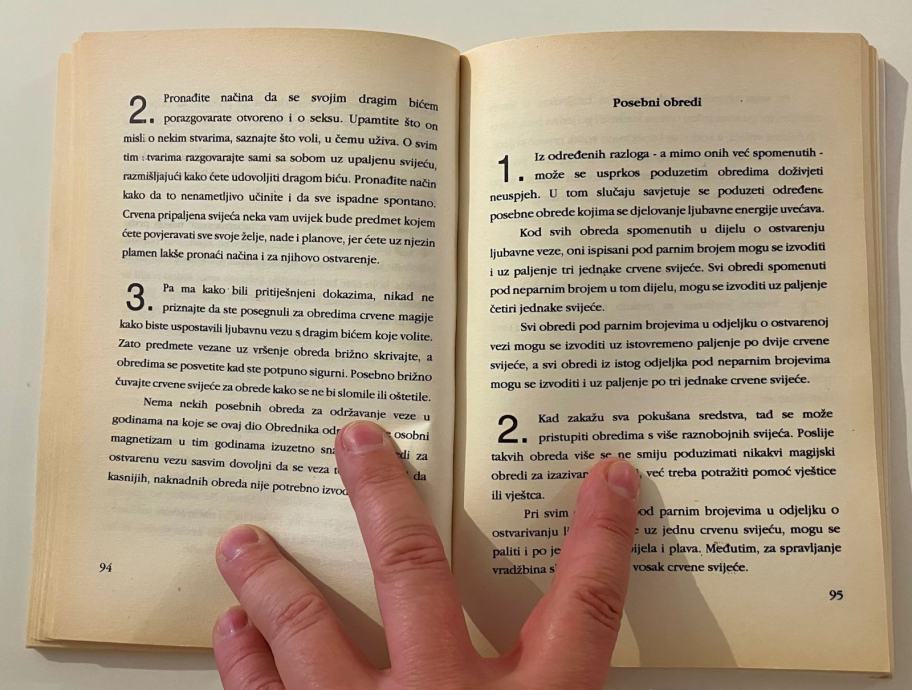 2. Pronađite načina da se svojim dragim bićem
porazgovarate otvoreno i o seksu. Upamtite što on
misli o nekim stvarima, saznajte što voli, u čemu uživa. O svim
tim stvarima razgovarajte sami sa sobom uz upaljenu svijeću,
razmišljajući kako ćete udovoljiti dragom biću. Pronađite način
kako da to nenametljivo učinite i da sve ispadne spontano.
Crvena pripaljena svijeća neka vam uvijek bude predmet kojem
ćete povjeravati sve svoje želje, nade i planove, jer ćete uz njezin
plamen lakše pronaći načina i za njihovo ostvarenje.
3. Pa ma kako bili pritiješnjeni dokazima, nikad ne
priznajte da ste posegnuli za obredima crvene magije
kako biste uspostavili ljubavnu vezu s dragim bićem koje volite.
Zato predmete vezane uz vršenje obreda brižno skrivajte, a
obredima se posvetite kad ste potpuno sigurni. Posebno brižno
čuvajte crvene svijeće za obrede kako se ne bi slomile ili oštetile.
Nema nekih posebnih obreda za održavanje veze u
godinama na koje se ovaj dio Obrednika osobni
magnetizam u tim godinama izuzetno za
ostvarenu vezu sasvim dovoljni da se veza da
kasnijih, naknadnih obreda nije potrebno
94
Posebni obredi
1. Iz određenih razloga - a mimo onih već spomenutih -
može se usprkos poduzetim obredima doživjeti
neuspjeh. U tom slučaju savjetuje se poduzeti određene
posebne obrede kojima se djelovanje ljubavne energije uvećava.
Kod svih obreda spomenutih u dijelu o ostvarenju
ljubavne veze, oni ispisani pod parnim brojem mogu se izvoditi
i uz paljenje tri jednake crvene svijeće. Svi obredi spomenuti
pod neparnim brojem u tom dijelu, mogu se izvoditi uz paljenje
četiri jednake svijeće.
Svi obredi pod parnim brojevima u odjeljku o ostvarenoj
vezi mogu se izvoditi uz istovremeno paljenje po dvije crvene
svijeće, a svi obredi iz istog odjeljka pod neparnim brojevima
mogu se izvoditi i uz paljenje po tri jednake crvene svijeće.
2. Kad zakažu sva pokušana sredstva, tad se može
pristupiti obredima s više raznobojnih svijeća. Poslije
takvih obreda više se ne smiju poduzimati nikakvi magijski
obredi za već treba potražiti pomoć vještice
ili vještca.
Pri svim pod parnim brojevima u odjeljku o
ostvarivanju uz jednu crvenu svijeću, mogu se
paliti i po bijela i plava. Međutim, za spravljanje
vradžbina vosak crvene svijeće.
95